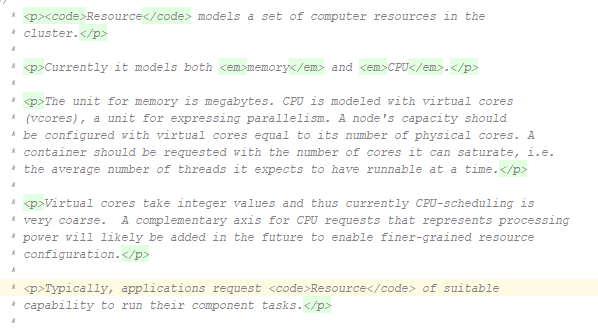 * <p><code>Resource</code> models a set of computer resources in the
* cluster.</p>
*
* <p>Currently it models both <em>memory</em> and <em>CPU</em>.</p>
*
* <p>The unit for memory is megabytes. CPU is modeled with virtual cores
* (vcores), a unit for expressing parallelism. A node's capacity should
* be configured with virtual cores equal to its number of physical cores. A
* container should be requested with the number of cores it can saturate, i.e.
* the average number of threads it expects to have runnable at a time.</p>
*
* <p>Virtual cores take integer values and thus currently CPU-scheduling is
* very coarse.  A complementary axis for CPU requests that represents processing
* power will likely be added in the future to enable finer-grained resource
* configuration.</p>
*
* <p>Typically, applications request <code>Resource</code> of suitable
* capability to run their component tasks.</p>
*